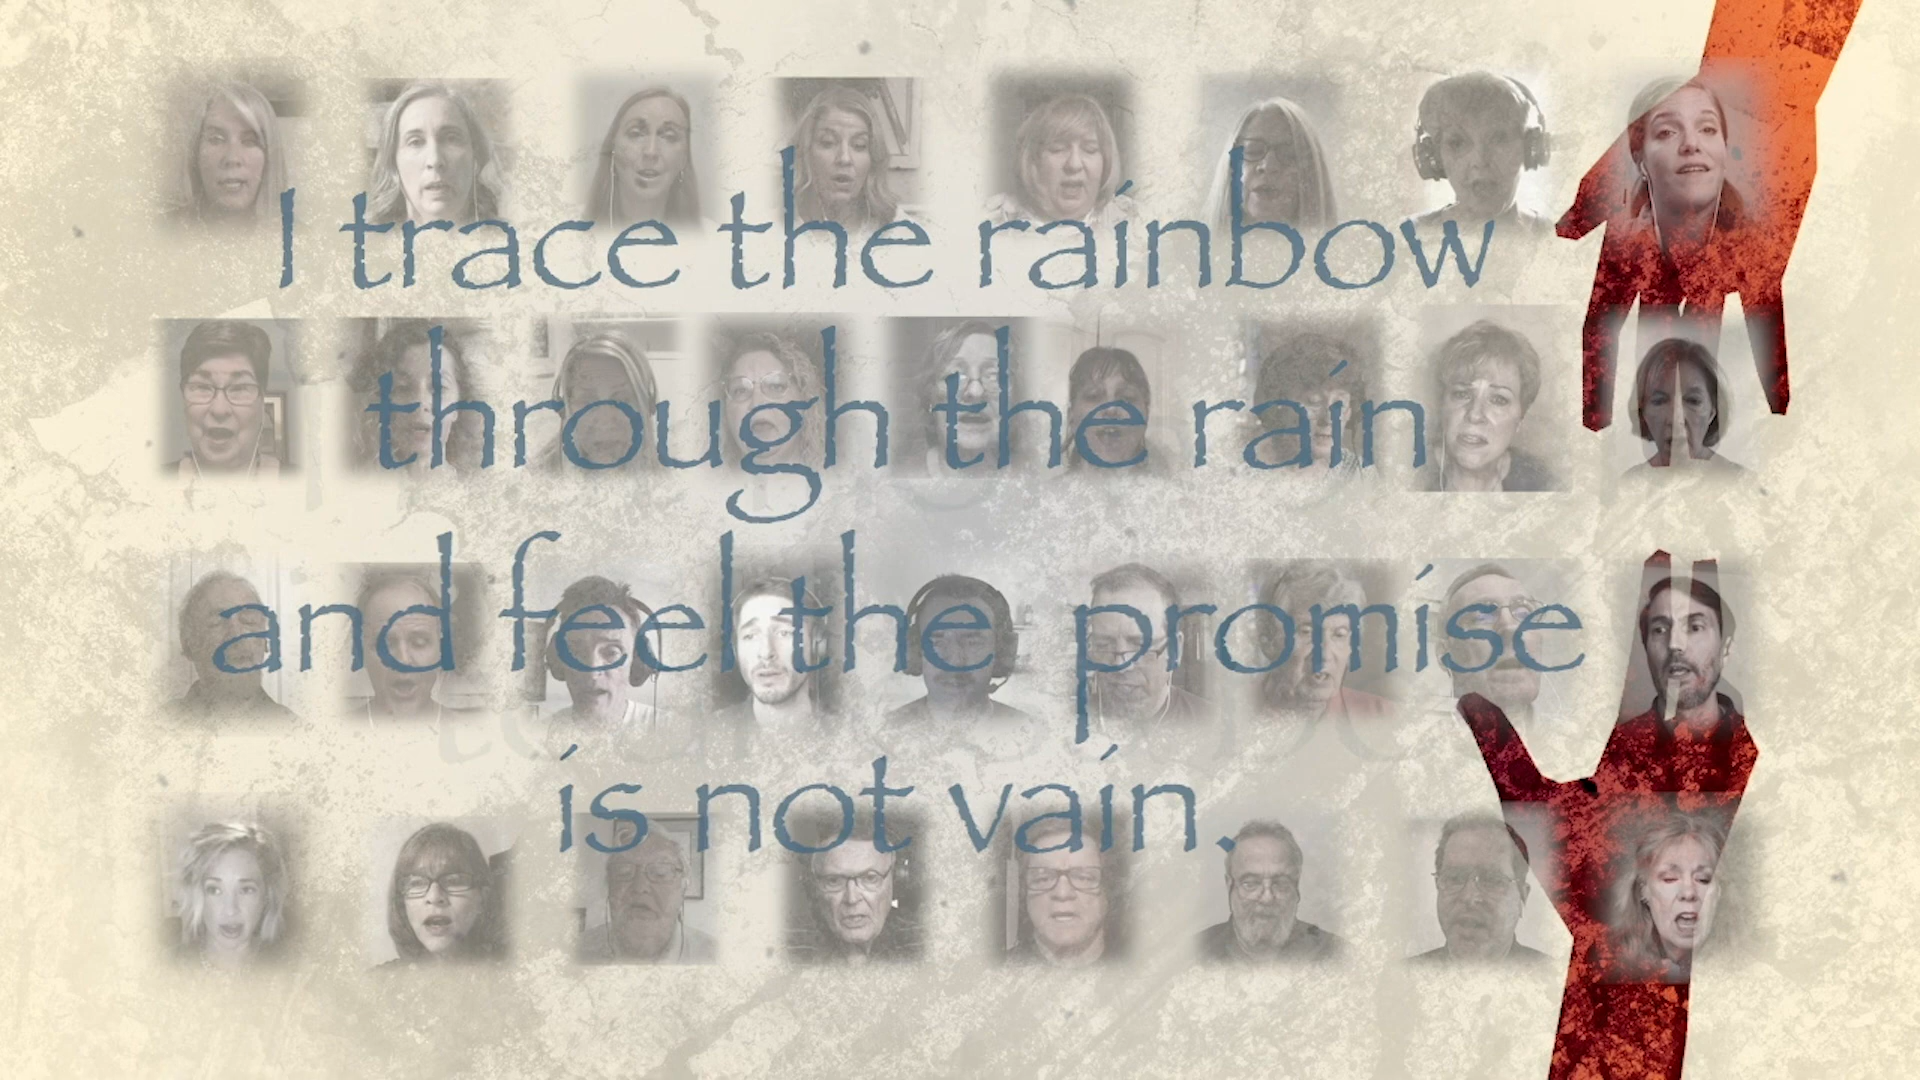 I trace the rainbow
through the rain
and feel the promise
is not vain.